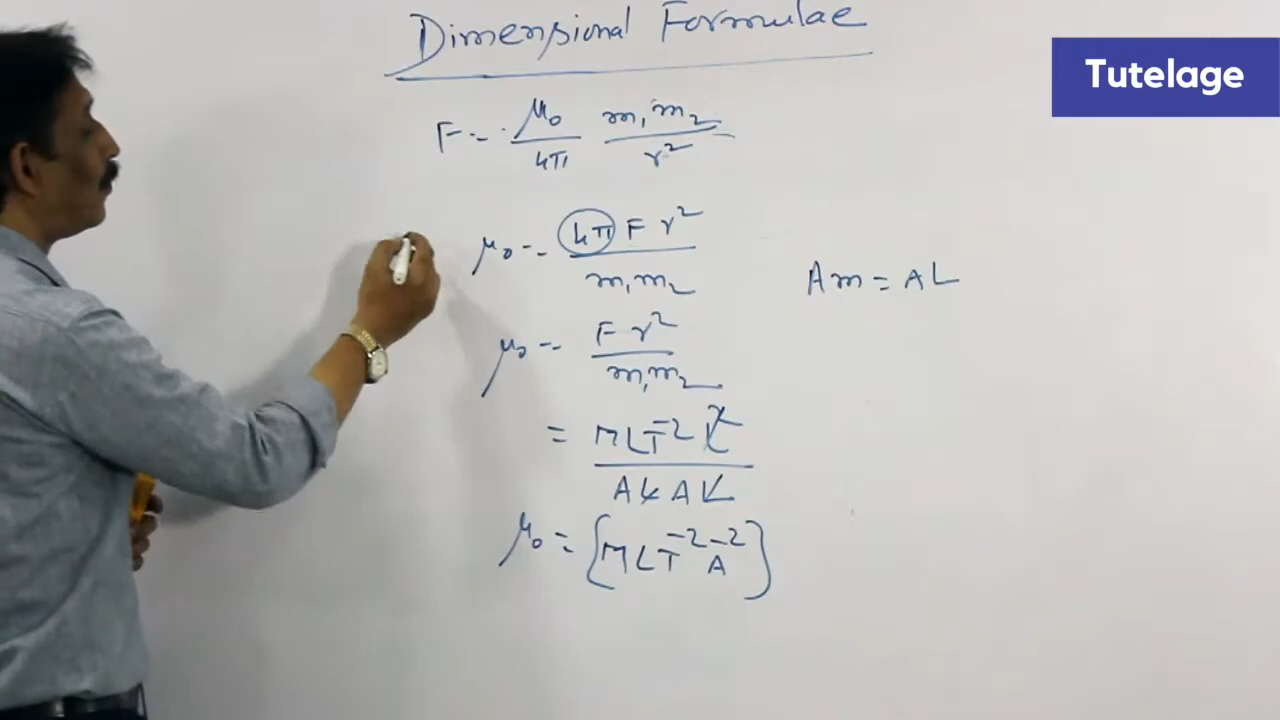 Dimensional Formulae
Tutelage
F = μ₀/4π m₁m₂/r²
μ₀ = 4π F r²/m₁m₂
Am = AL
μ₀ = F r²/m₁m₂
= MLT⁻² L²/AL AL
μ₀ = [MLT⁻²A⁻²]